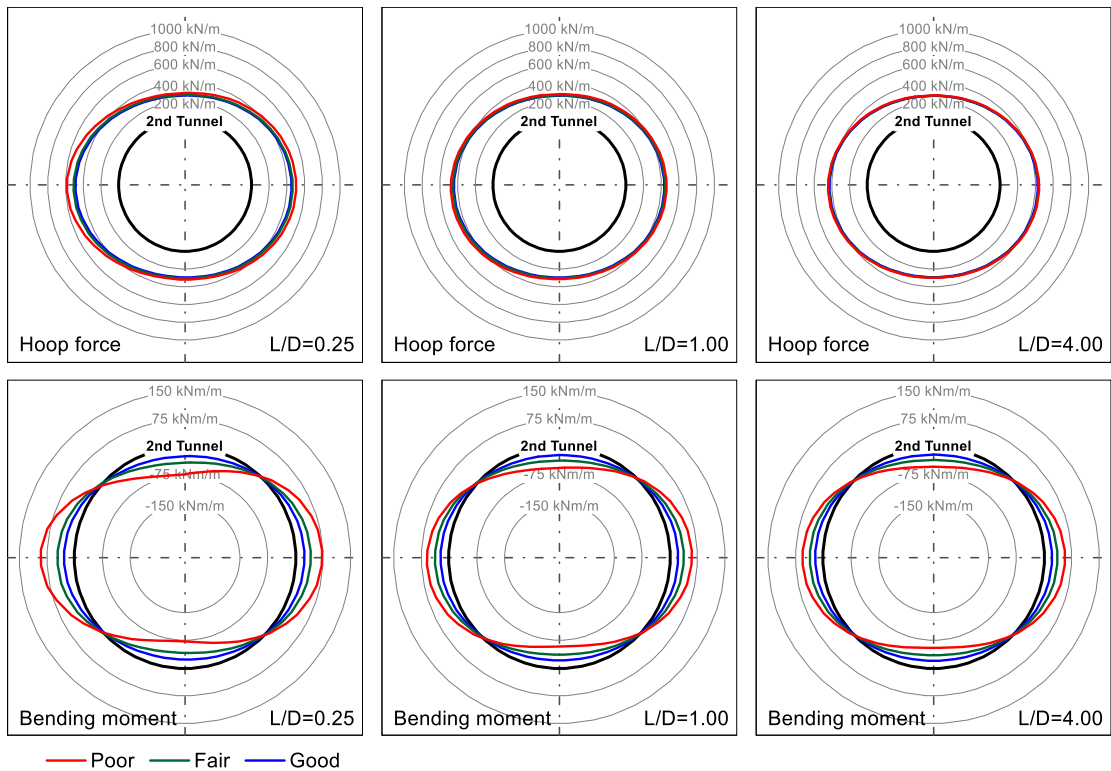 1000 kN/m
800 kN/m
600 kN/m
400 kN/m
200 kN/m
2nd Tunnel
Hoop force
L/D=0.25
1000 kN/m
800 kN/m
600 kN/m
400 kN/m
200 kN/m
2nd Tunnel
Hoop force
L/D=1.00
1000 kN/m
800 kN/m
600 kN/m
400 kN/m
200 kN/m
2nd Tunnel
Hoop force
L/D=4.00
150 kNm/m
75 kNm/m
2nd Tunnel
-75 kNm/m
-150 kNm/m
Bending moment
L/D=0.25
150 kNm/m
75 kNm/m
2nd Tunnel
-75 kNm/m
-150 kNm/m
Bending moment
L/D=1.00
150 kNm/m
75 kNm/m
2nd Tunnel
-75 kNm/m
-150 kNm/m
Bending moment
L/D=4.00
Poor
Fair
Good